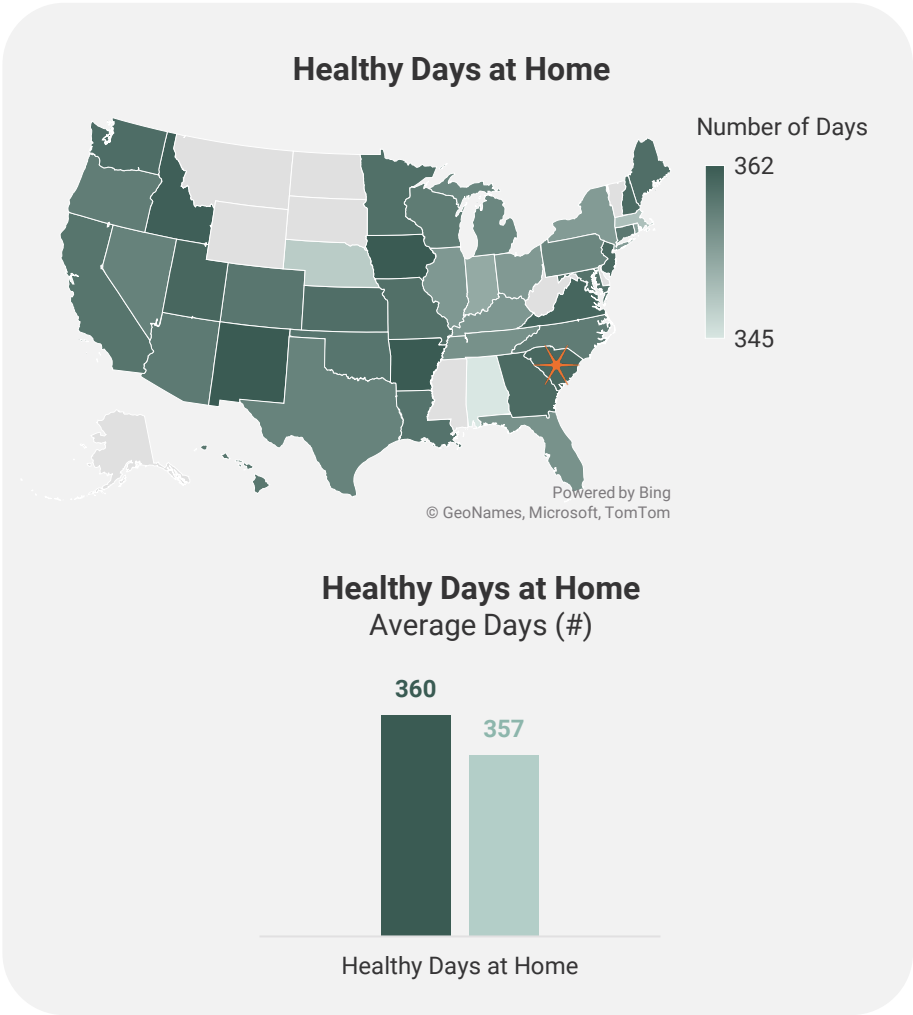 Healthy Days at Home
Number of Days
362
345
Powered by Bing
© GeoNames, Microsoft, TomTom
Healthy Days at Home
Average Days (#)
360
357
Healthy Days at Home